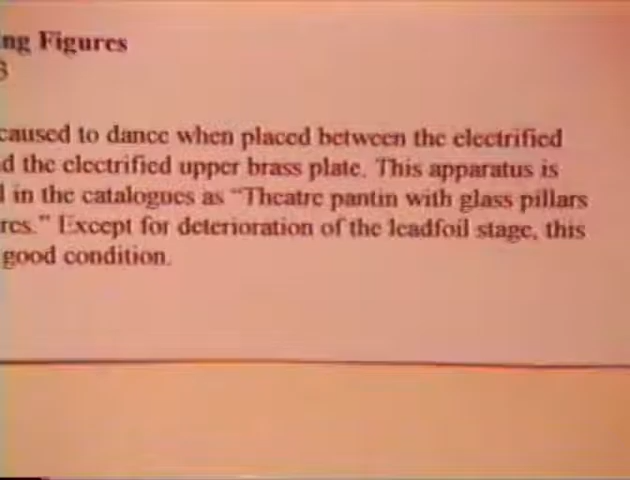 ng Figures
3
caused to dance when placed between the electrified
d the electrified upper brass plate. This apparatus is
l in the catalogues as "Theatre pantin with glass pillars
res." Except for deterioration of the leadfoil stage, this
good condition.